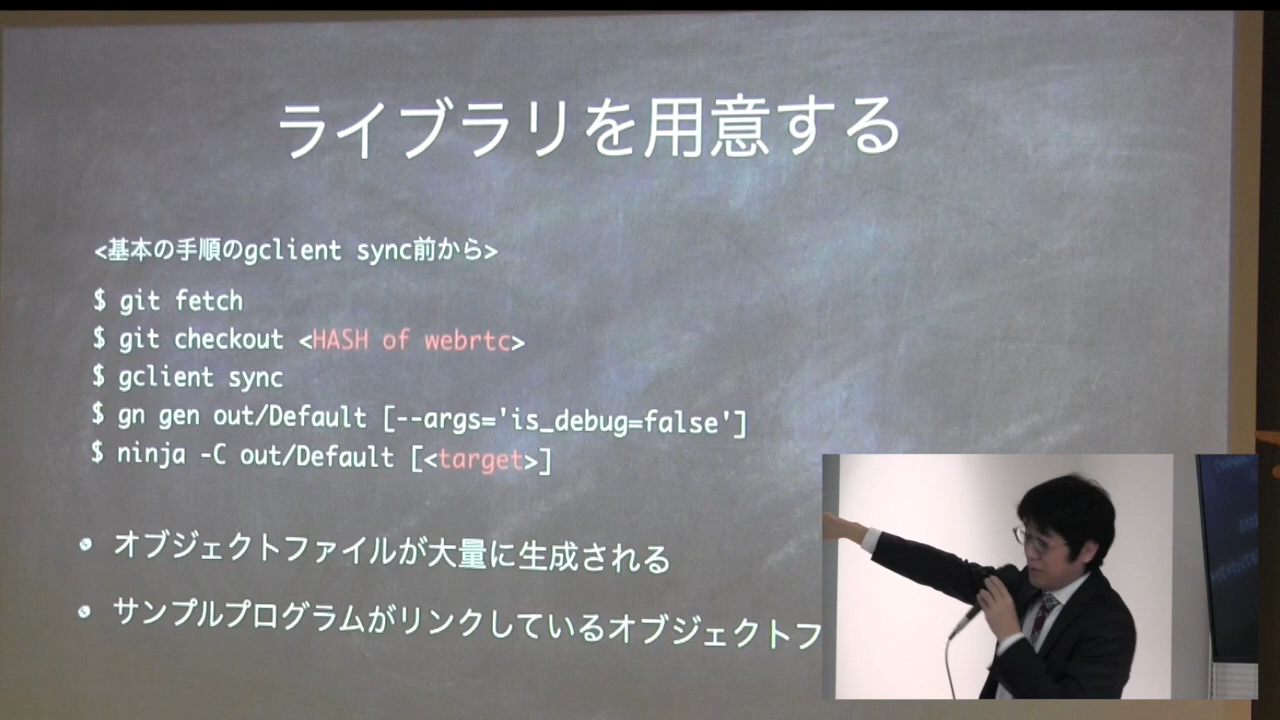 ライブラリを用意する
<基本の手順のgclient sync前から>
$ git fetch
$ git checkout <HASH of webrtc>
$ gclient sync
$ gn gen out/Default [--args='is_debug=false']
$ ninja -C out/Default [<target>]
• オブジェクトファイルが大量に生成される
• サンプルプログラムがリンクしているオブジェクトフ